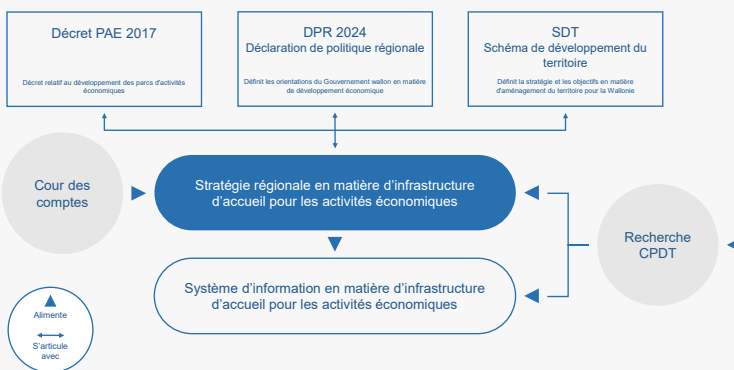 Décret PAE 2017
Décret relatif au développement des parcs d'activités
économiques
DPR 2024
Déclaration de politique régionale
Définit les orientations du Gouvernement wallon en matière
de développement économique
SDT
Schéma de développement du
territoire
Définit la stratégie et les objectifs en matière
d'aménagement du territoire pour la Wallonie
Cour des
comptes
Stratégie régionale en matière d'infrastructure
d'accueil pour les activités économiques
Recherche
CPDT
Système d'information en matière d'infrastructure
d'accueil pour les activités économiques
Alimente
S'articule
avec